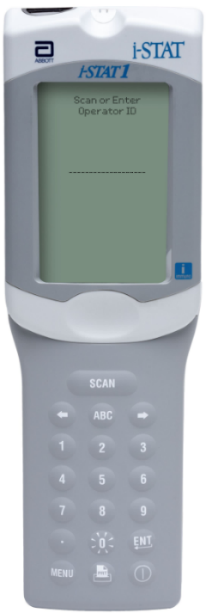 i-STAT
a
ABBOTT
i-STAT 1
Scan or Enter
Operator ID
--------------------
i
SCAN
ABC
1 2 3
4 5 6
7 8 9
. 0 ENT
MENU